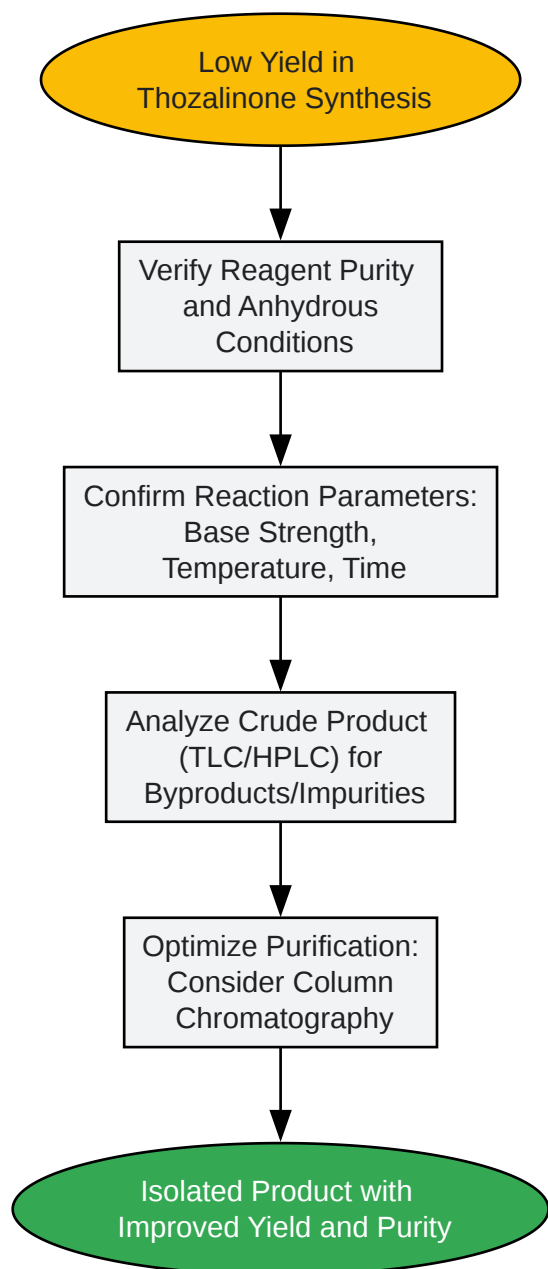 Low Yield in
Thozalinone Synthesis
Verify Reagent Purity
and Anhydrous
Conditions
Confirm Reaction Parameters:
Base Strength,
Temperature, Time
Analyze Crude Product
(TLC/HPLC) for
Byproducts/Impurities
Optimize Purification:
Consider Column
Chromatography
Isolated Product with
Improved Yield and Purity